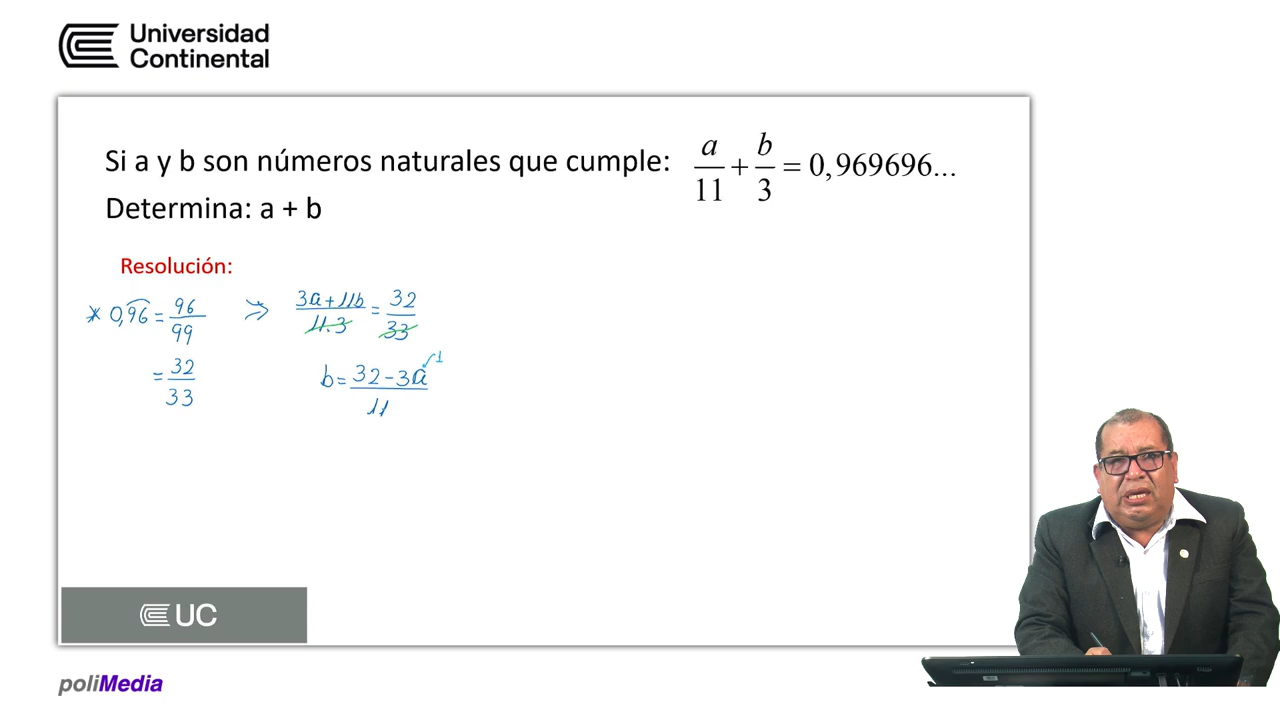 Universidad
Continental
Si a y b son números naturales que cumple: a/11 + b/3 = 0,969696...
Determina: a + b
Resolución:
* 0,96 = 96/99 ⇒ (3a+11b)/(11.3) = 32/33
= 32/33
b = (32-3a)/11
1
UC
poliMedia